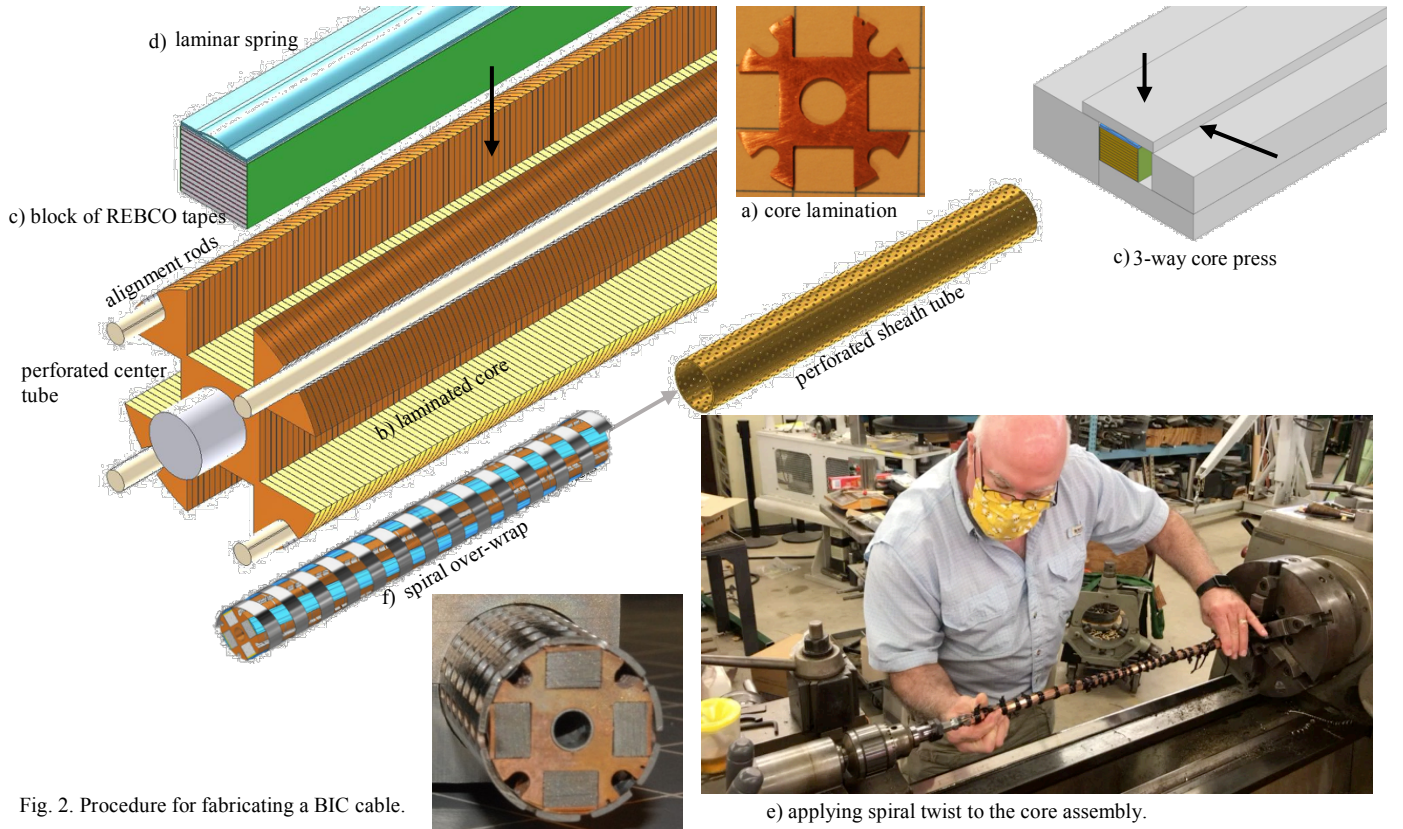 d) laminar spring
c) block of REBCO tapes
alignment rods
perforated center
tube
b) laminated core
a) core lamination
c) 3-way core press
perforated sheath tube
f) spiral over-wrap
Fig. 2. Procedure for fabricating a BIC cable.
e) applying spiral twist to the core assembly.